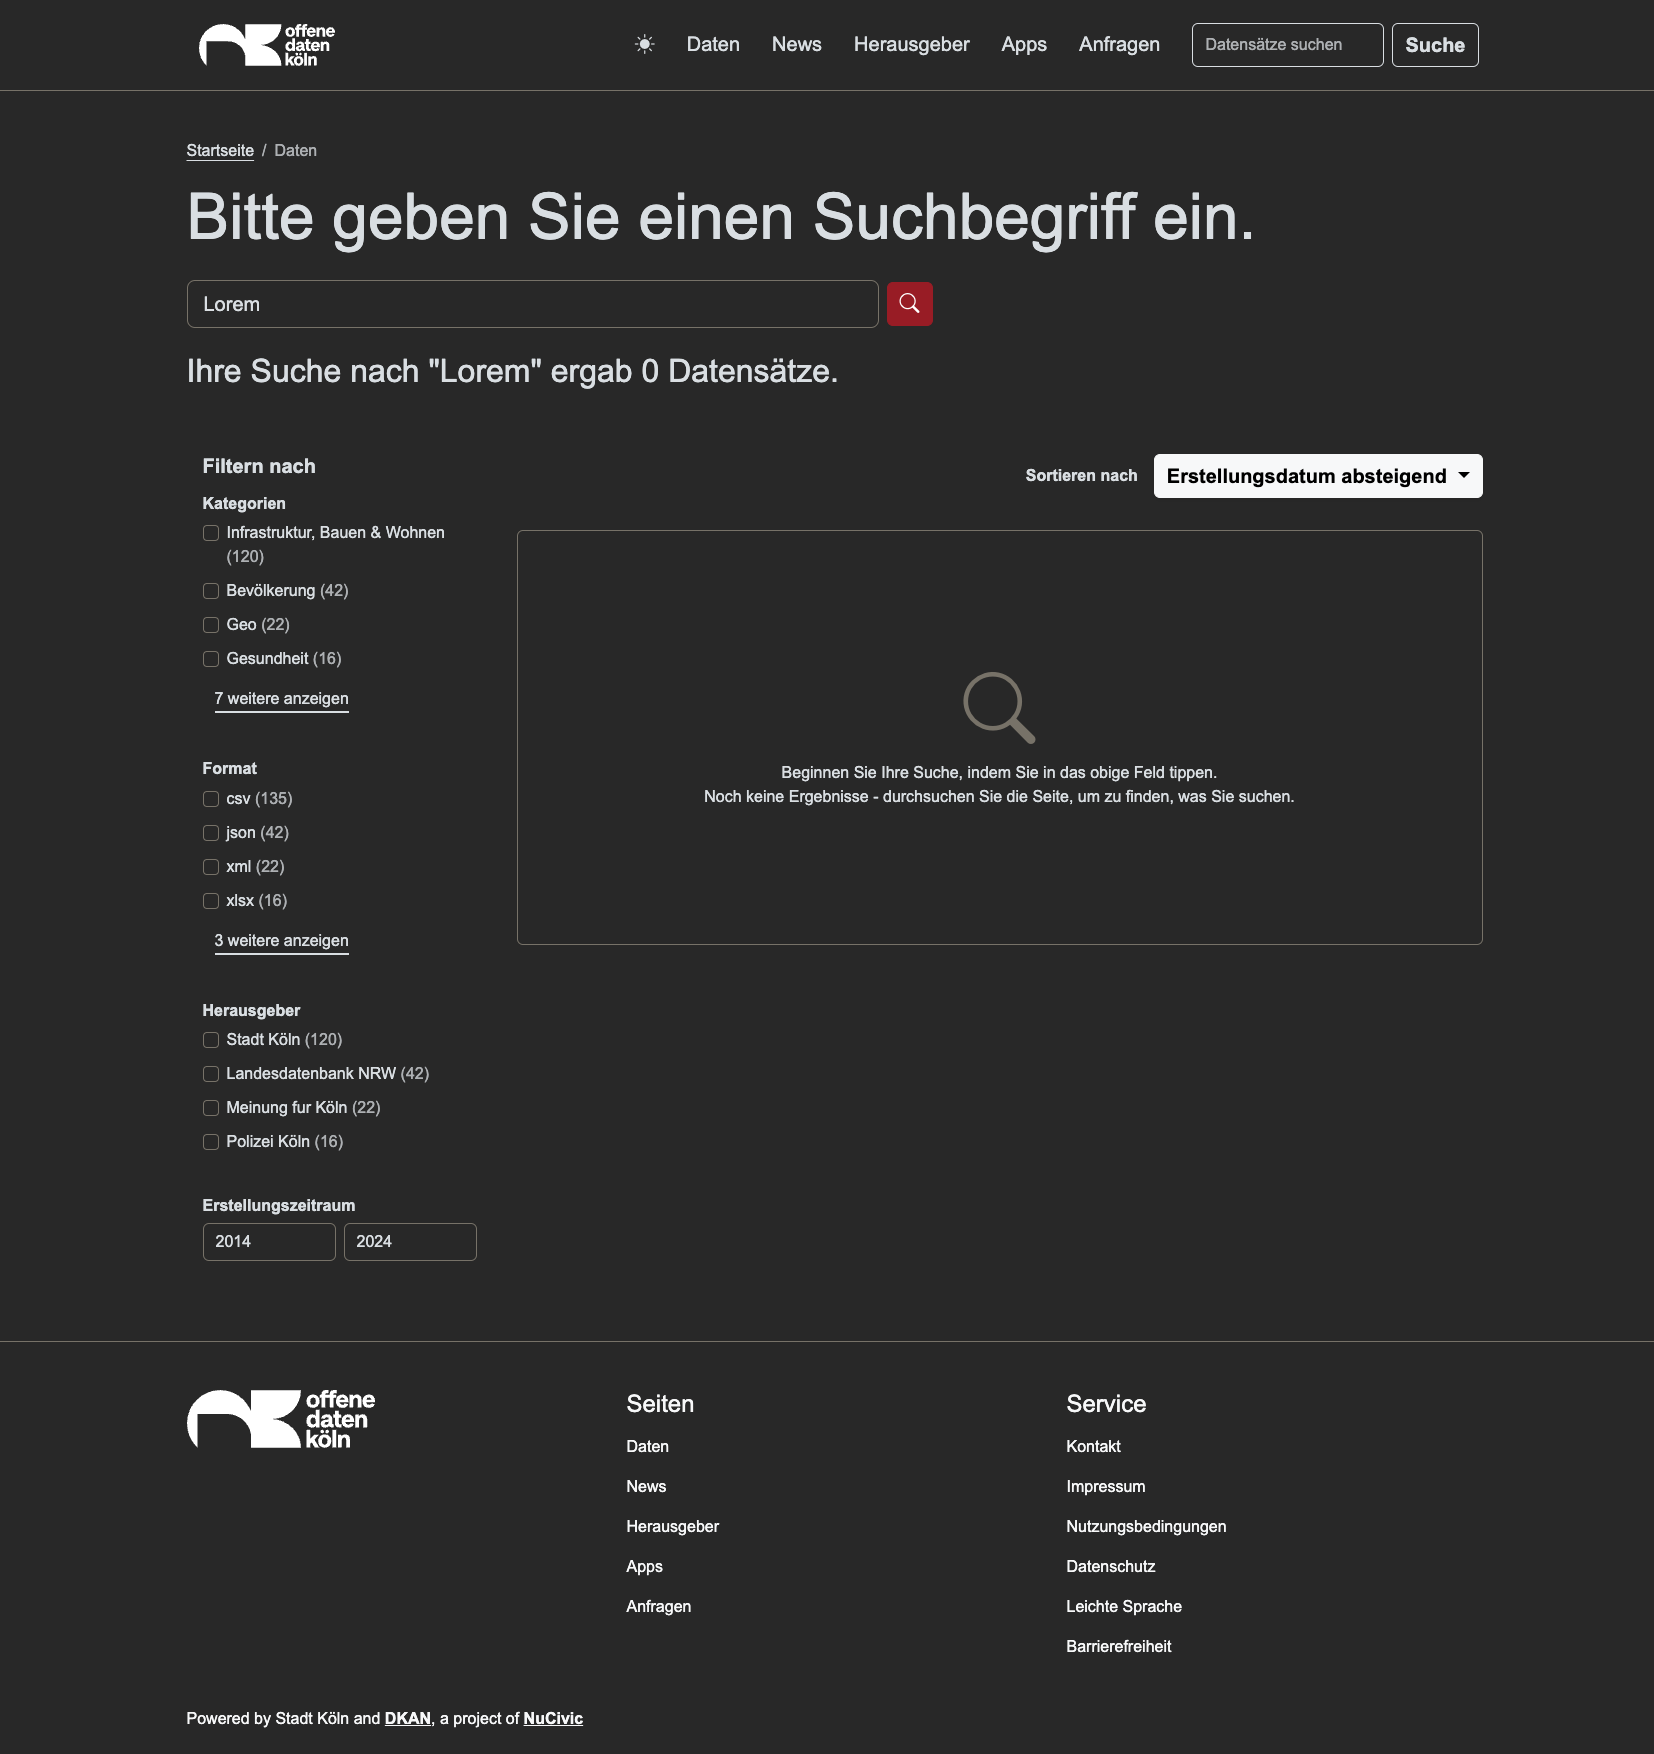 offene
daten
köln
Daten
News
Herausgeber
Apps
Anfragen
Datensätze suchen
Suche
Startseite / Daten
Bitte geben Sie einen Suchbegriff ein.
Lorem
Ihre Suche nach "Lorem" ergab 0 Datensätze.
Filtern nach
Kategorien
Infrastruktur, Bauen & Wohnen
(120)
Bevölkerung (42)
Geo (22)
Gesundheit (16)
7 weitere anzeigen
Format
csv (135)
json (42)
xml (22)
xlsx (16)
3 weitere anzeigen
Herausgeber
Stadt Köln (120)
Landesdatenbank NRW (42)
Meinung fur Köln (22)
Polizei Köln (16)
Erstellungszeitraum
2014
2024
Sortieren nach
Erstellungsdatum absteigend
Beginnen Sie Ihre Suche, indem Sie in das obige Feld tippen.
Noch keine Ergebnisse - durchsuchen Sie die Seite, um zu finden, was Sie suchen.
offene
daten
köln
Seiten
Daten
News
Herausgeber
Apps
Anfragen
Service
Kontakt
Impressum
Nutzungsbedingungen
Datenschutz
Leichte Sprache
Barrierefreiheit
Powered by Stadt Köln and DKAN, a project of NuCivic